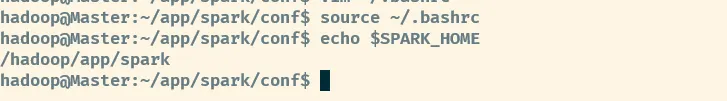 hadoop@Master:~/app/spark/conf$ source ~/.bashrc
hadoop@Master:~/app/spark/conf$ echo $SPARK_HOME
/hadoop/app/spark
hadoop@Master:~/app/spark/conf$